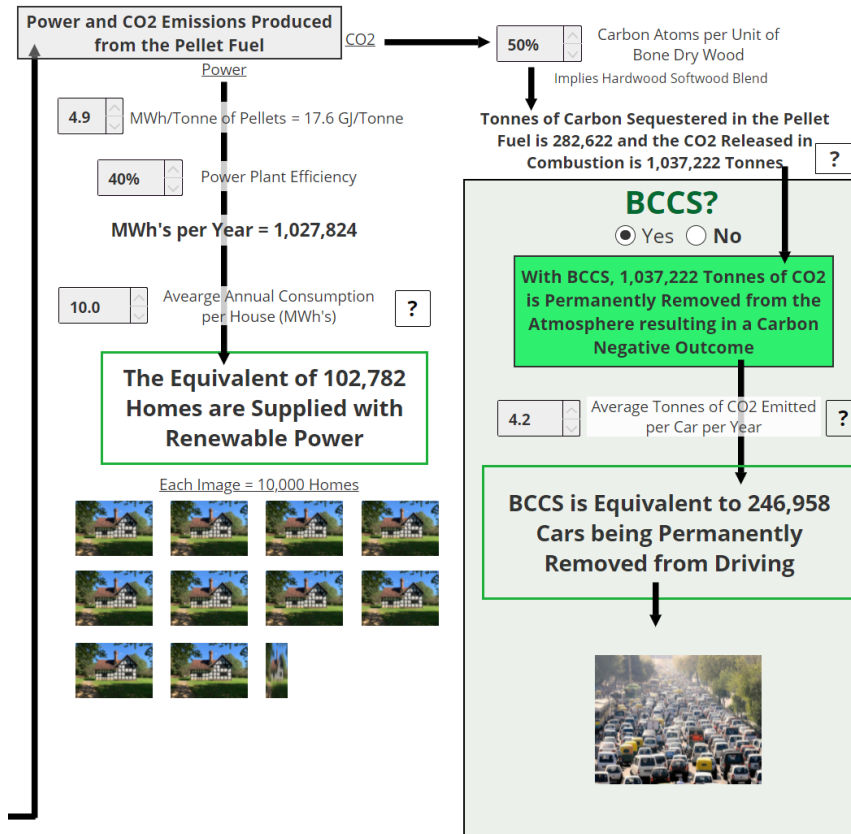 Power and CO2 Emissions Produced
from the Pellet Fuel
CO2
Power
4.9
MWh/Tonne of Pellets = 17.6 GJ/Tonne
40%
Power Plant Efficiency
MWh's per Year = 1,027,824
10.0
Avearge Annual Consumption
per House (MWh's)
?
The Equivalent of 102,782
Homes are Supplied with
Renewable Power
Each Image = 10,000 Homes
50%
Carbon Atoms per Unit of
Bone Dry Wood
Implies Hardwood Softwood Blend
Tonnes of Carbon Sequestered in the Pellet
Fuel is 282,622 and the CO2 Released in
Combustion is 1,037,222 Tonnes
?
BCCS?
Yes No
With BCCS, 1,037,222 Tonnes of CO2
is Permanently Removed from the
Atmosphere resulting in a Carbon
Negative Outcome
4.2
Average Tonnes of CO2 Emitted
per Car per Year
?
BCCS is Equivalent to 246,958
Cars being Permanently
Removed from Driving